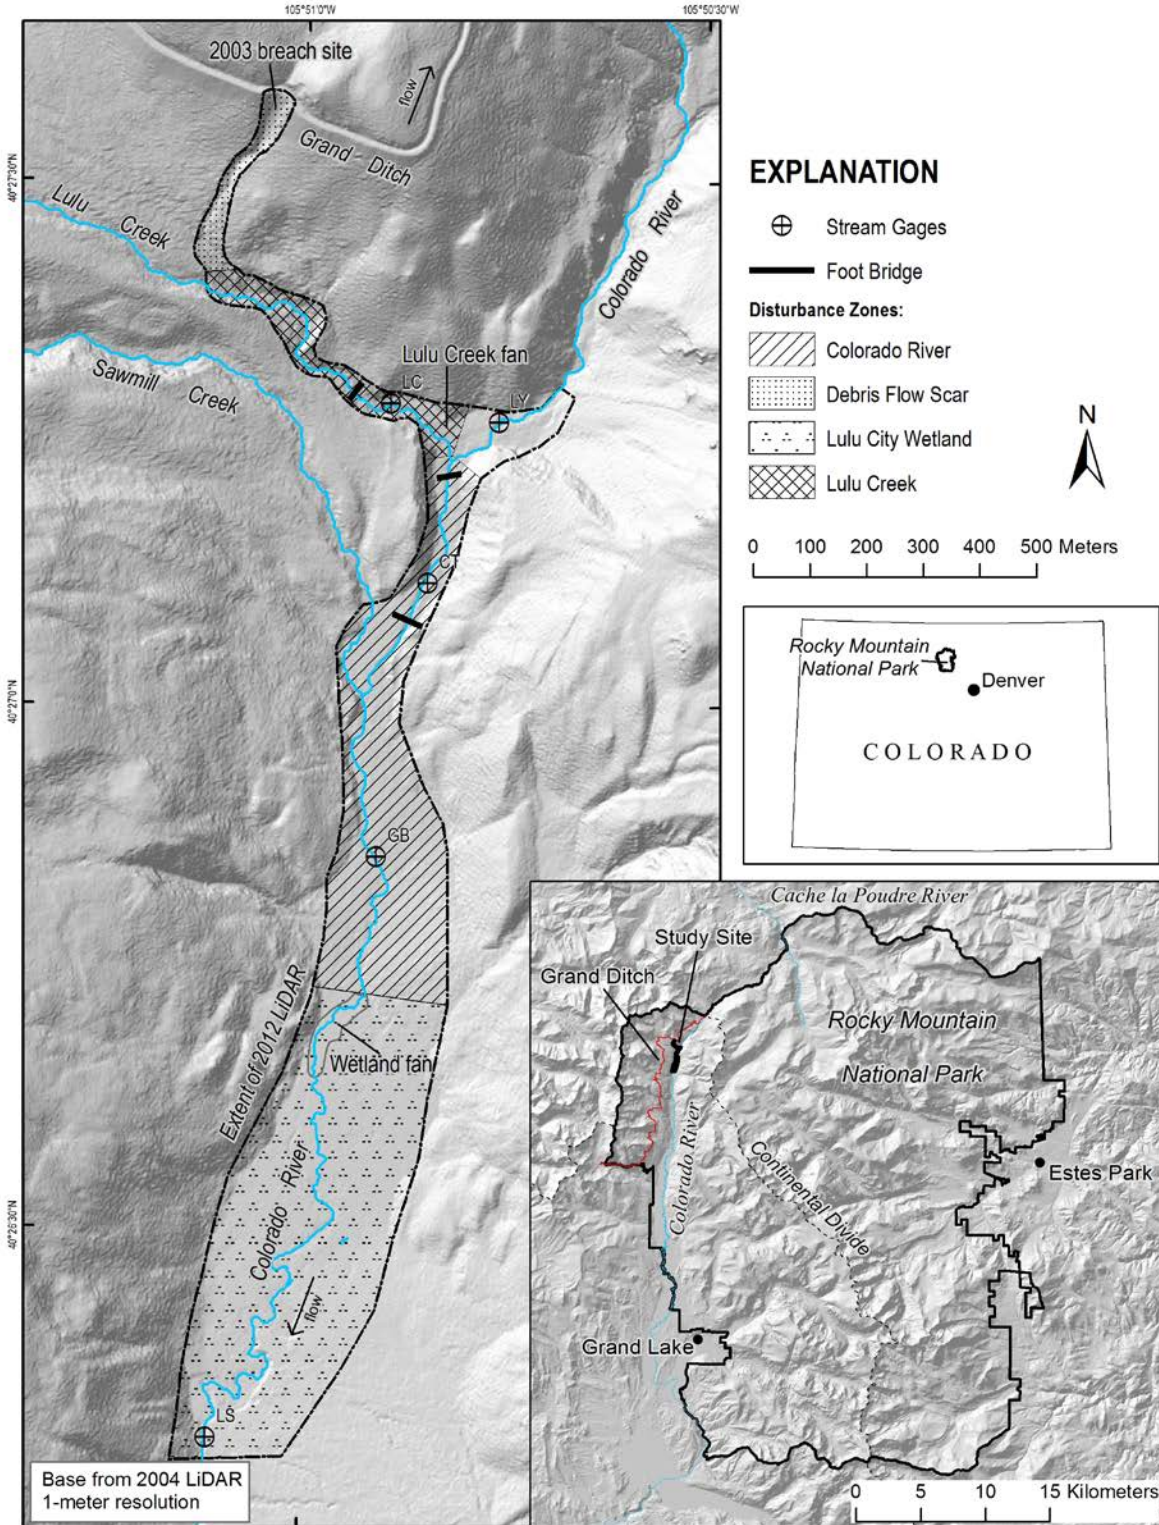 105°51'0"W
105°50'30"W
2003 breach site
flow
Grand Ditch
40°27'30"N
Lulu Creek
Colorado River
Sawmill Creek
Lulu Creek fan
LC
LY
CT
40°27'0"N
GB
Extent of 2012 LiDAR
Wetland fan
Colorado River
40°26'30"N
flow
LS
Base from 2004 LiDAR
1-meter resolution
EXPLANATION
Stream Gages
Foot Bridge
Disturbance Zones:
Colorado River
Debris Flow Scar
Lulu City Wetland
Lulu Creek
N
0 100 200 300 400 500 Meters
Rocky Mountain
National Park
Denver
COLORADO
Cache la Poudre River
Study Site
Grand Ditch
Rocky Mountain
National Park
Colorado River
Continental Divide
Estes Park
Grand Lake
0 5 10 15 Kilometers